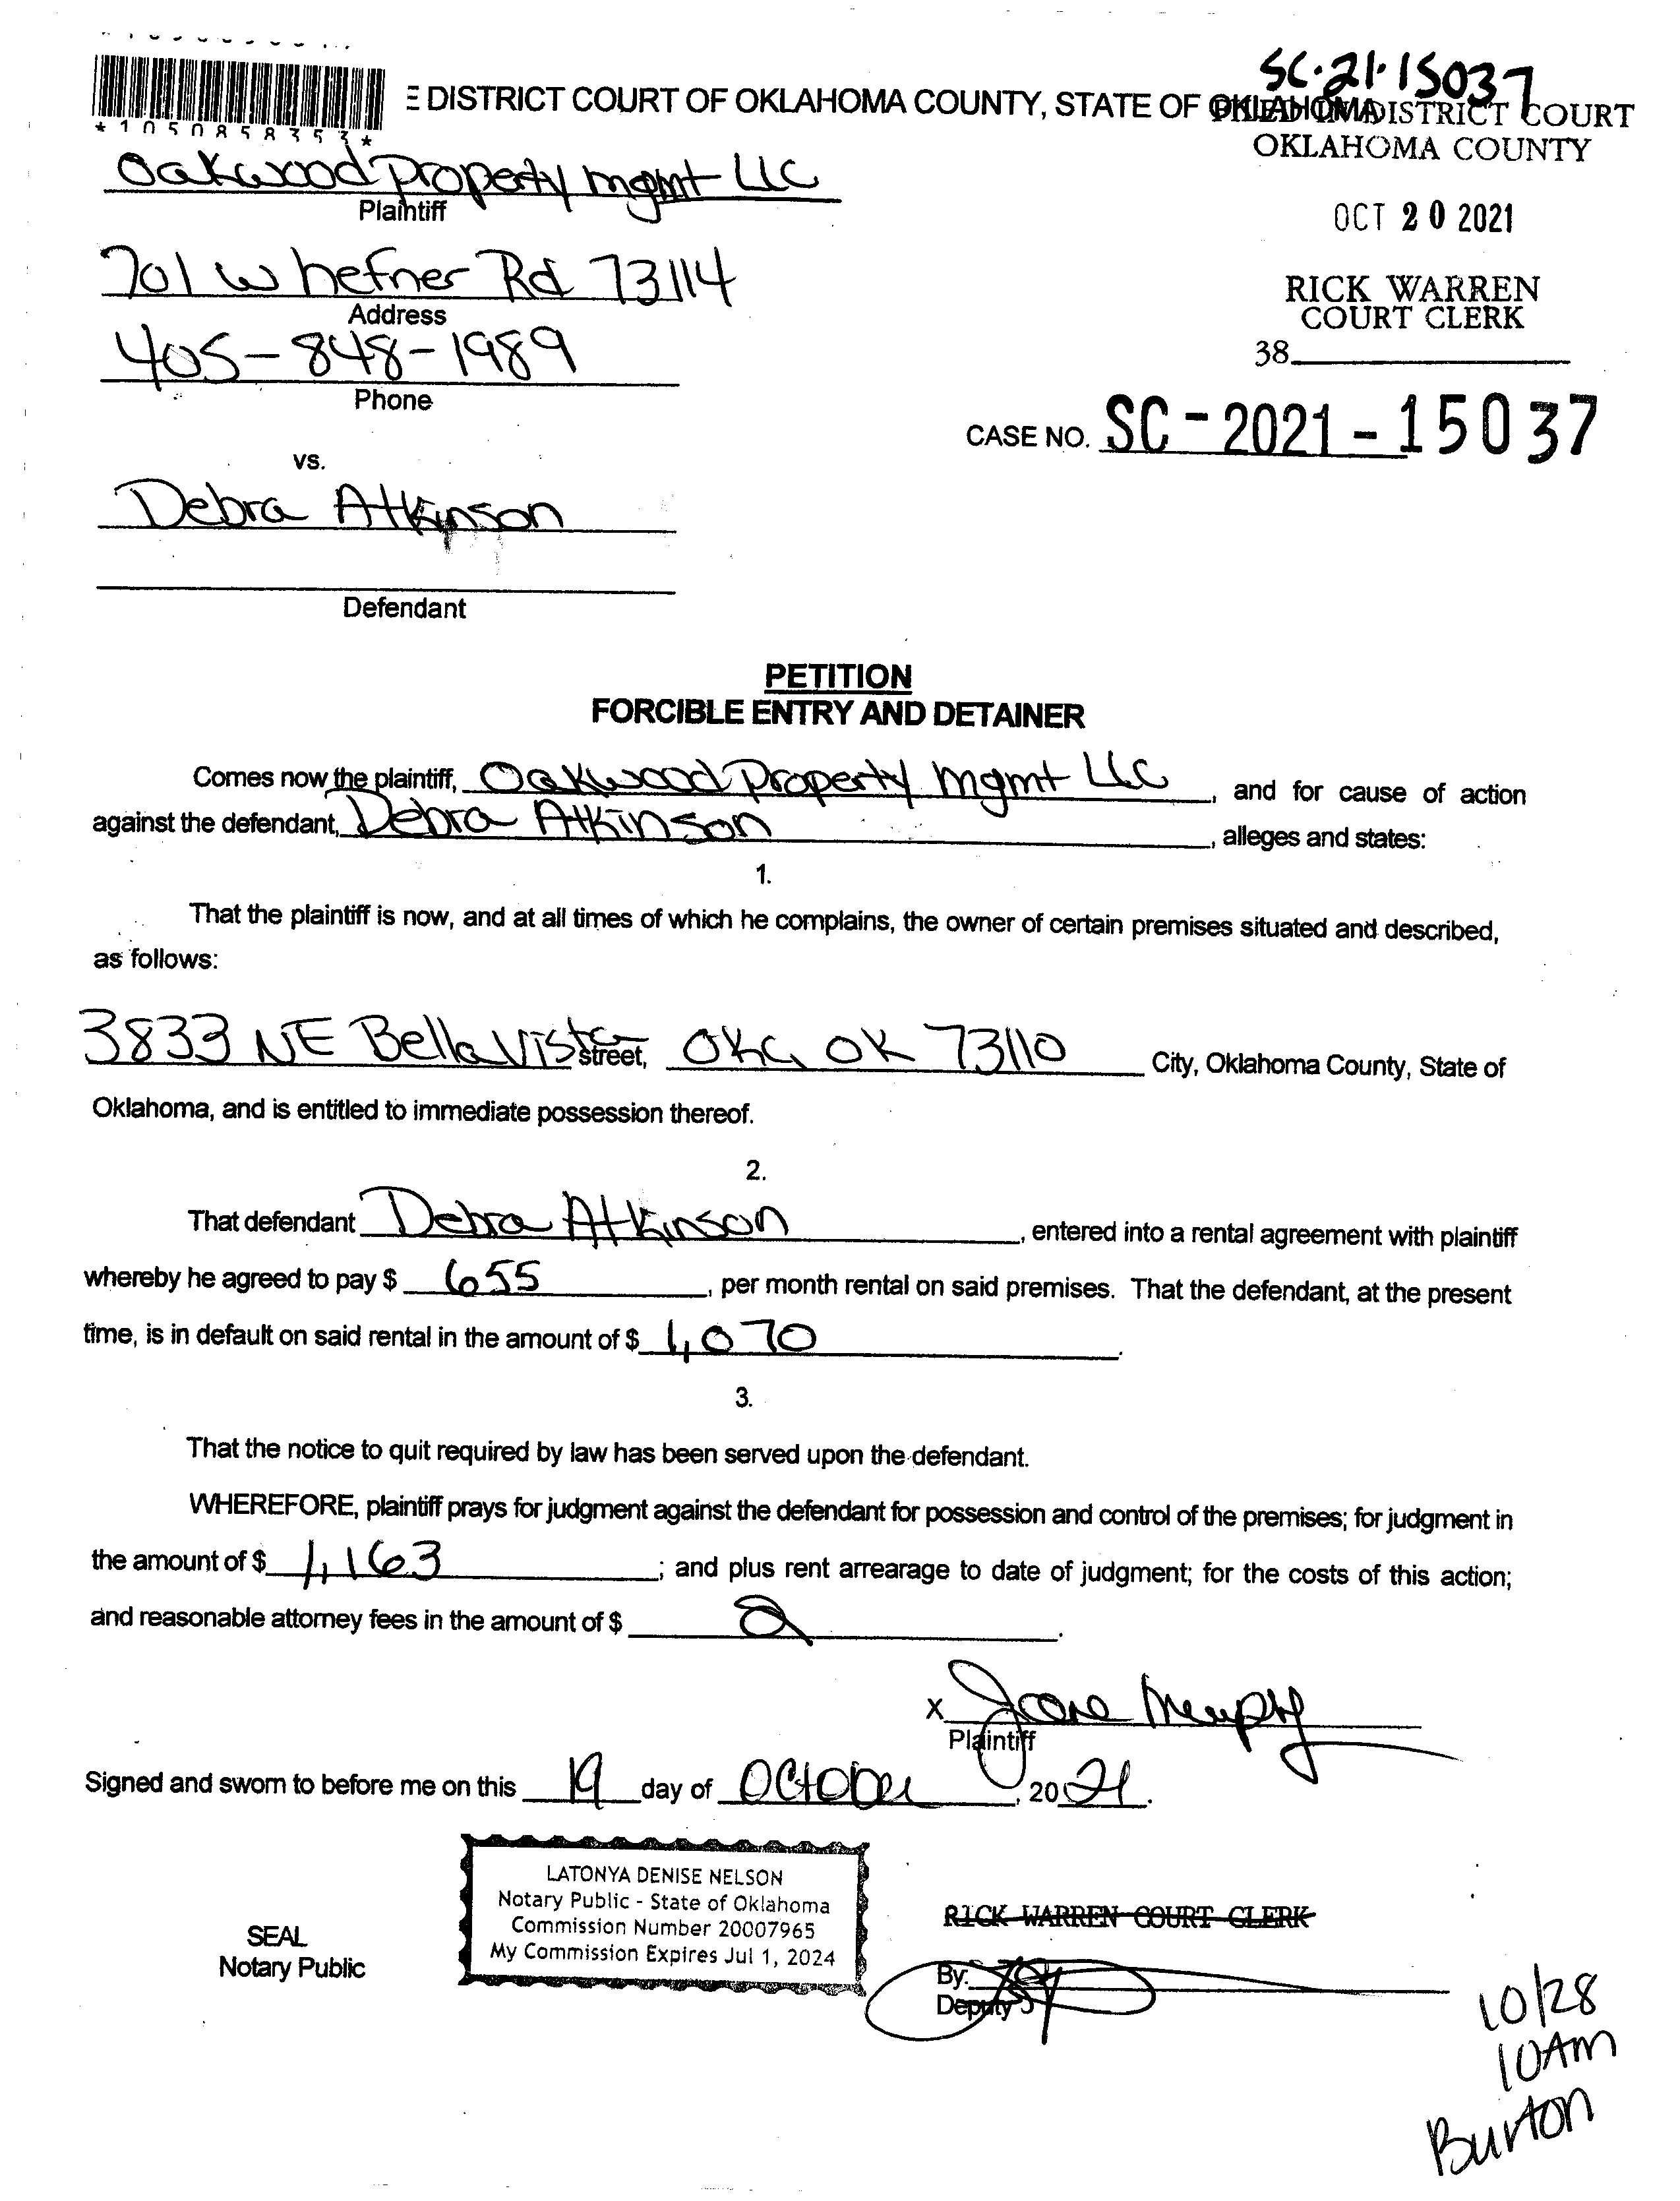 SC-21-15037
E DISTRICT COURT OF OKLAHOMA COUNTY, STATE OF OKLAHOMA
FILED IN DISTRICT COURT
OKLAHOMA COUNTY
*1050858353*
Oakwood Property mgmt LLC
Plaintiff
OCT 20 2021
701 W hefner Rd 73114
Address
RICK WARREN
COURT CLERK
405-848-1989
38
Phone
CASE NO. SC-2021-15037
vs.
Debra Atkinson
Defendant
PETITION
FORCIBLE ENTRY AND DETAINER
Comes now the plaintiff, Oakwood Property Mgmt LLC, and for cause of action
against the defendant, Debra Atkinson, alleges and states:
1.
That the plaintiff is now, and at all times of which he complains, the owner of certain premises situated and described,
as follows:
3833 NE Bella Vista street, OKC, OK 73110 City, Oklahoma County, State of
Oklahoma, and is entitled to immediate possession thereof.
2.
That defendant Debra Atkinson, entered into a rental agreement with plaintiff
whereby he agreed to pay $ 655, per month rental on said premises. That the defendant, at the present
time, is in default on said rental in the amount of $ 1,070.
3.
That the notice to quit required by law has been served upon the defendant.
WHEREFORE, plaintiff prays for judgment against the defendant for possession and control of the premises; for judgment in
the amount of $ 1,163; and plus rent arrearage to date of judgment; for the costs of this action;
and reasonable attorney fees in the amount of $
X Joone Murphy
Plaintiff
Signed and sworn to before me on this 19 day of October, 2021.
LATONYA DENISE NELSON
Notary Public - State of Oklahoma
Commission Number 20007965
My Commission Expires Jul 1, 2024
SEAL
Notary Public
RICK WARREN COURT CLERK
By:
Deputy
10/28
10AM
Burton